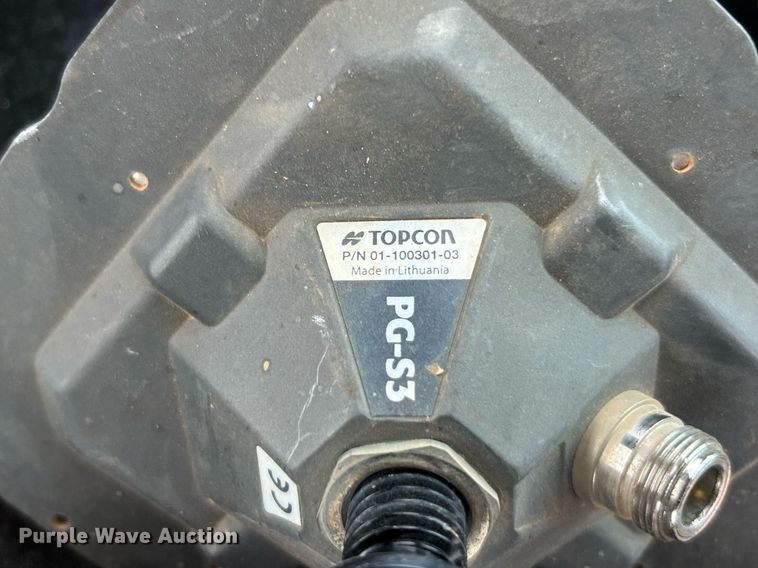 TOPCON
P/N 01-100301-03
Made in Lithuania
PG-S3
CE
Purple Wave Auction